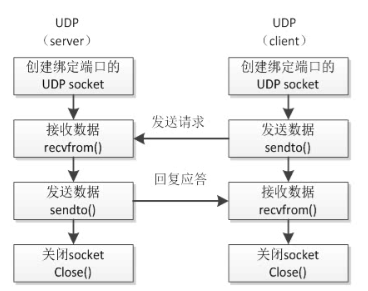 UDP
（server）
创建绑定端口的
UDP socket
接收数据
recvfrom()
发送数据
sendto()
关闭socket
Close()
发送请求
回复应答
UDP
（client）
创建绑定端口的
UDP socket
发送数据
sendto()
接收数据
recvfrom()
关闭socket
Close()